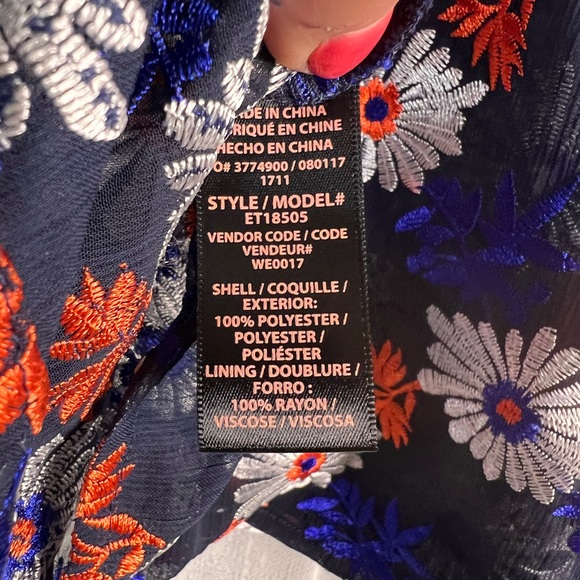 DE IN CHINA
RIQUÉ EN CHINE
HECHO EN CHINA
O# 3774900 / 080117
1711
STYLE / MODEL#
ET18505
VENDOR CODE / CODE
VENDEUR#
WE0017
SHELL / COQUILLE /
EXTERIOR:
100% POLYESTER /
POLYESTER /
POLIÉSTER
LINING / DOUBLURE /
FORRO :
100% RAYON /
VISCOSE / VISCOSA